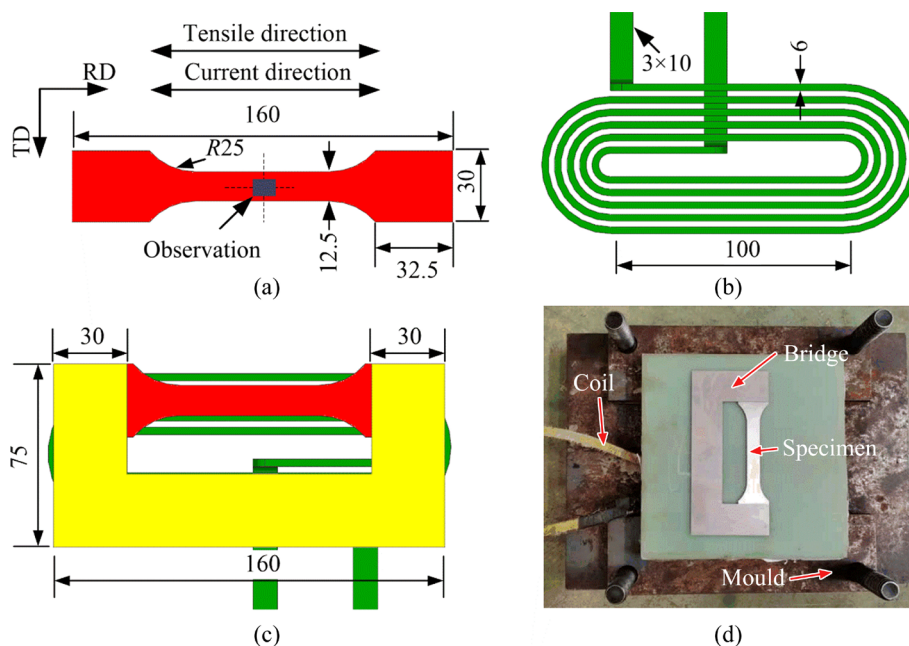 Tensile direction
Current direction
RD
TD
160
R25
30
Observation
12.5
32.5
(a)
6
3×10
100
(b)
30
30
75
160
(c)
Bridge
Coil
Specimen
Mould
(d)